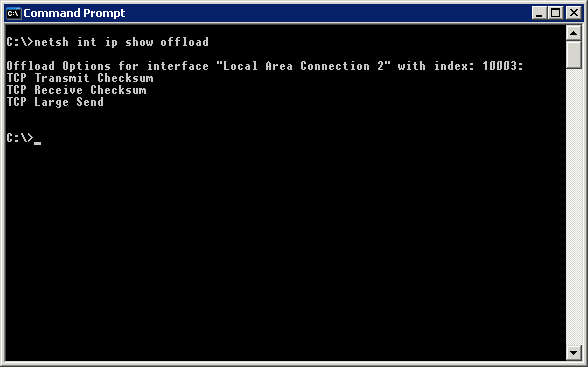 Command Prompt
C:\>netsh int ip show offload
Offload Options for interface "Local Area Connection 2" with index: 10003:
TCP Transmit Checksum
TCP Receive Checksum
TCP Large Send
C:\>_